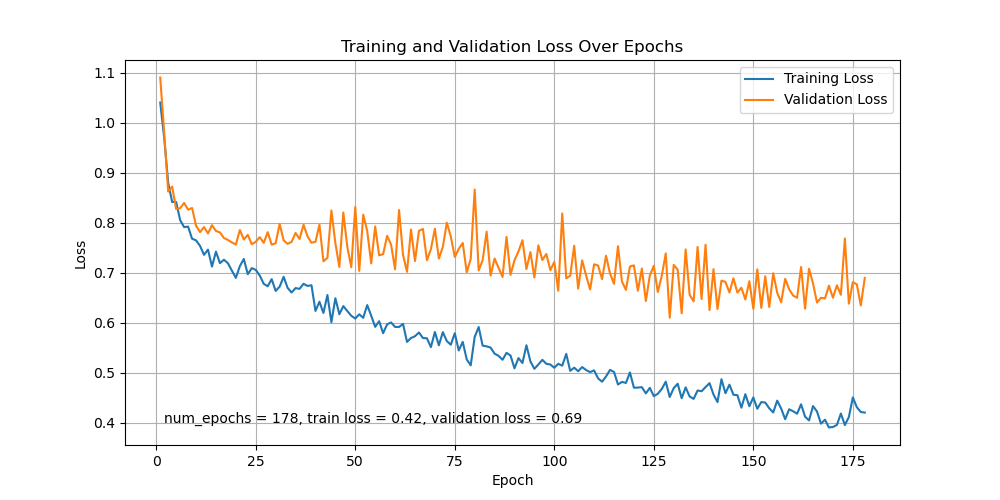 Training and Validation Loss Over Epochs
Training Loss
Validation Loss
1.1
1.0
0.9
0.8
0.7
0.6
0.5
0.4
Loss
num_epochs = 178, train loss = 0.42, validation loss = 0.69
0 25 50 75 100 125 150 175
Epoch